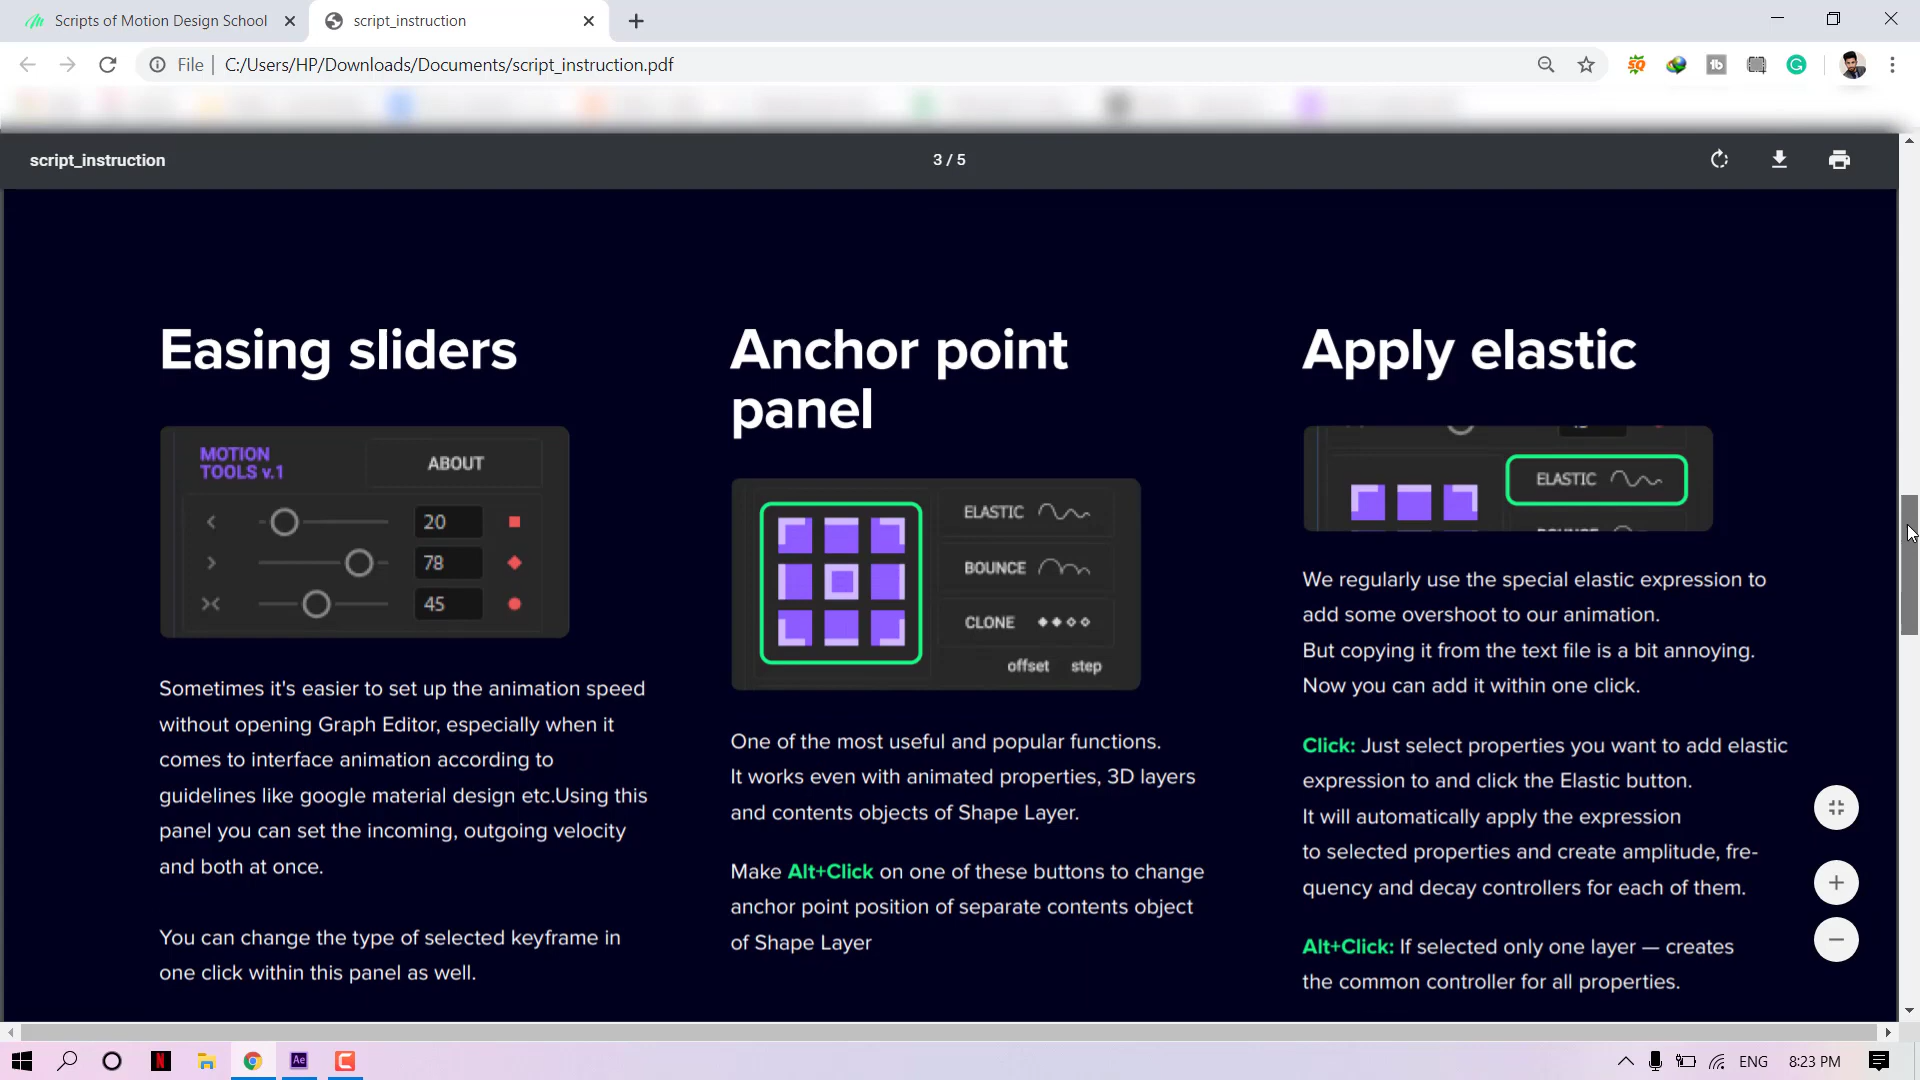 Scripts of Motion Design School
script_instruction
File
C:/Users/HP/Downloads/Documents/script_instruction.pdf
script_instruction
3 / 5
Easing sliders
MOTION
TOOLS v.1
ABOUT
20
78
45
Sometimes it's easier to set up the animation speed
without opening Graph Editor, especially when it
comes to interface animation according to
guidelines like google material design etc.Using this
panel you can set the incoming, outgoing velocity
and both at once.
You can change the type of selected keyframe in
one click within this panel as well.
Anchor point
panel
ELASTIC
BOUNCE
CLONE
offset step
One of the most useful and popular functions.
It works even with animated properties, 3D layers
and contents objects of Shape Layer.
Make Alt+Click on one of these buttons to change
anchor point position of separate contents object
of Shape Layer
Apply elastic
ELASTIC
We regularly use the special elastic expression to
add some overshoot to our animation.
But copying it from the text file is a bit annoying.
Now you can add it within one click.
Click: Just select properties you want to add elastic
expression to and click the Elastic button.
It will automatically apply the expression
to selected properties and create amplitude, fre-
quency and decay controllers for each of them.
Alt+Click: If selected only one layer — creates
the common controller for all properties.
Ae
ENG
8:23 PM